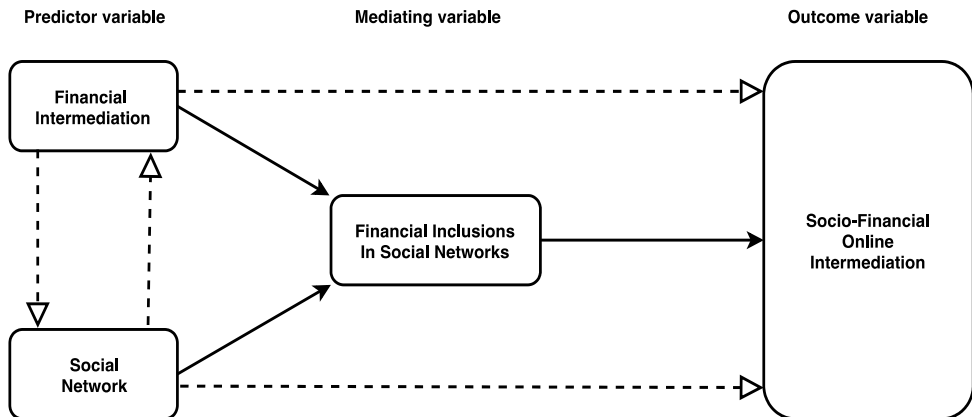 Predictor variable
Mediating variable
Outcome variable
Financial
Intermediation
Financial Inclusions
In Social Networks
Socio-Financial
Online
Intermediation
Social
Network